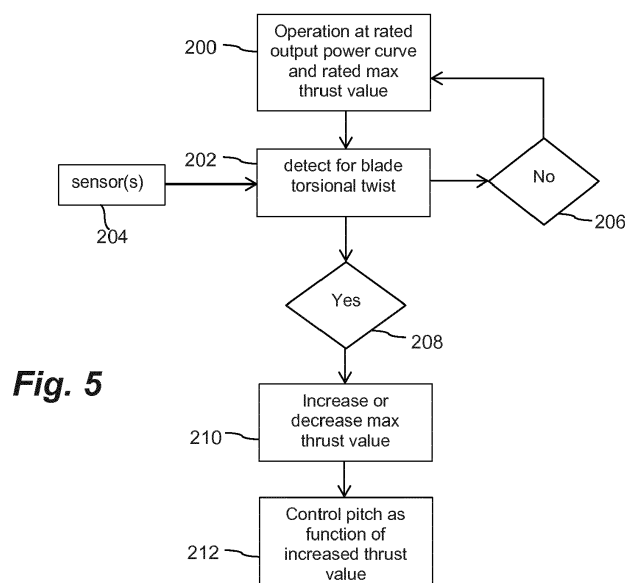 200
Operation at rated
output power curve
and rated max
thrust value
202
detect for blade
torsional twist
sensor(s)
204
No
206
Yes
208
Fig. 5
210
Increase or
decrease max
thrust value
212
Control pitch as
function of
increased thrust
value